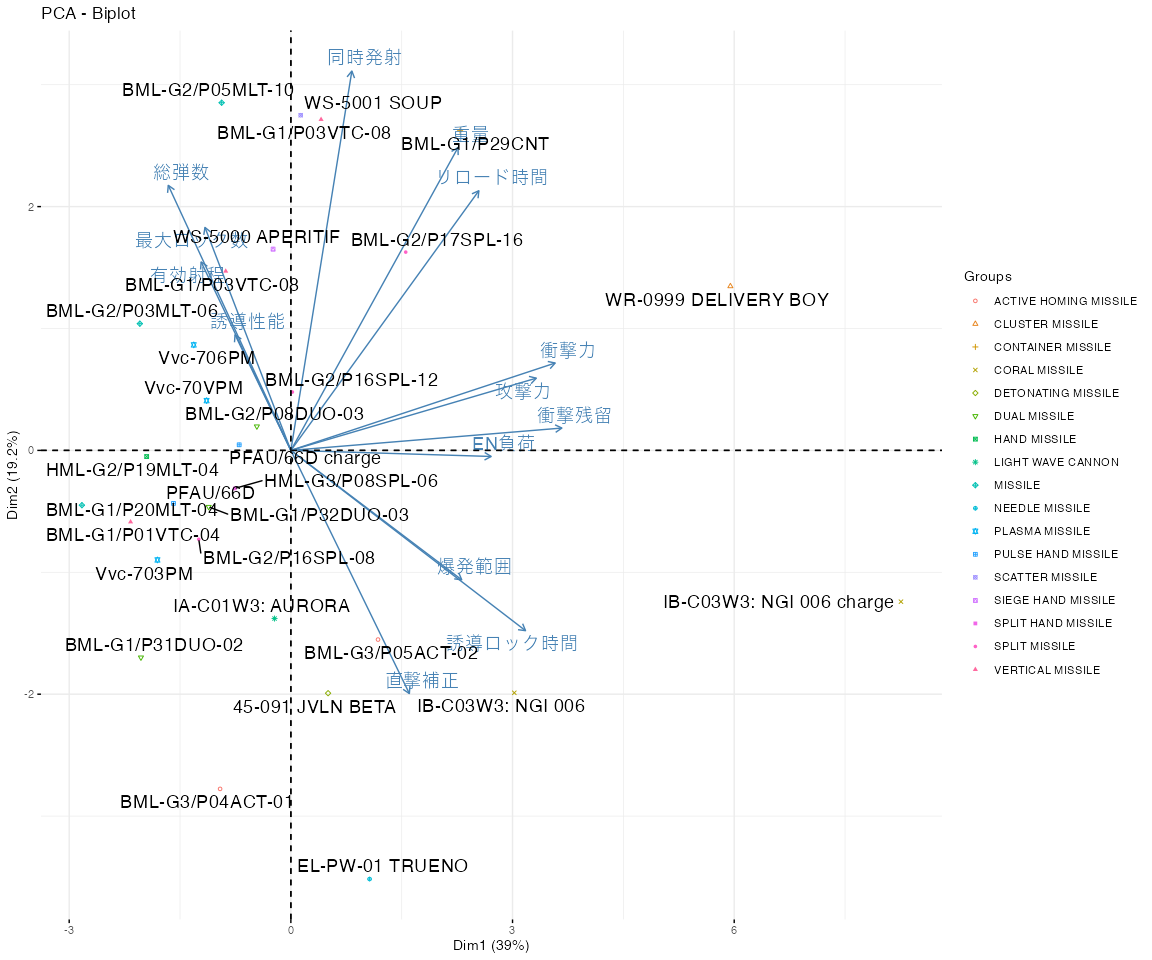 PCA - Biplot
同時発射
BML-G2/P05MLT-10
WS-5001 SOUP
BML-G1/P03VTC-08
重量
BML-G1/P29CNT
総弾数
リロード時間
2
WS-5000 APERITIF
最大ロック数
BML-G2/P17SPL-16
有効射程
BML-G1/P03VTC-08
WR-0999 DELIVERY BOY
BML-G2/P03MLT-06
誘導性能
Vvc-706PM
衝撃力
BML-G2/P16SPL-12
Vvc-70VPM
攻撃力
BML-G2/P08DUO-03
衝撃残留
EN負荷
0
PFAU/66D charge
HML-G2/P19MLT-04
HML-G3/P08SPL-06
PFAU/66D
BML-G1/P20MLT-04
BML-G1/P32DUO-03
BML-G1/P01VTC-04
BML-G2/P16SPL-08
爆発範囲
Vvc-703PM
IA-C01W3: AURORA
IB-C03W3: NGI 006 charge
BML-G1/P31DUO-02
誘導ロック時間
BML-G3/P05ACT-02
直撃補正
-2
45-091 JVLN BETA
IB-C03W3: NGI 006
BML-G3/P04ACT-01
EL-PW-01 TRUENO
-3
0
3
6
Dim1 (39%)
Dim2 (19.2%)
Groups
ACTIVE HOMING MISSILE
CLUSTER MISSILE
CONTAINER MISSILE
CORAL MISSILE
DETONATING MISSILE
DUAL MISSILE
HAND MISSILE
LIGHT WAVE CANNON
MISSILE
NEEDLE MISSILE
PLASMA MISSILE
PULSE HAND MISSILE
SCATTER MISSILE
SIEGE HAND MISSILE
SPLIT HAND MISSILE
SPLIT MISSILE
VERTICAL MISSILE